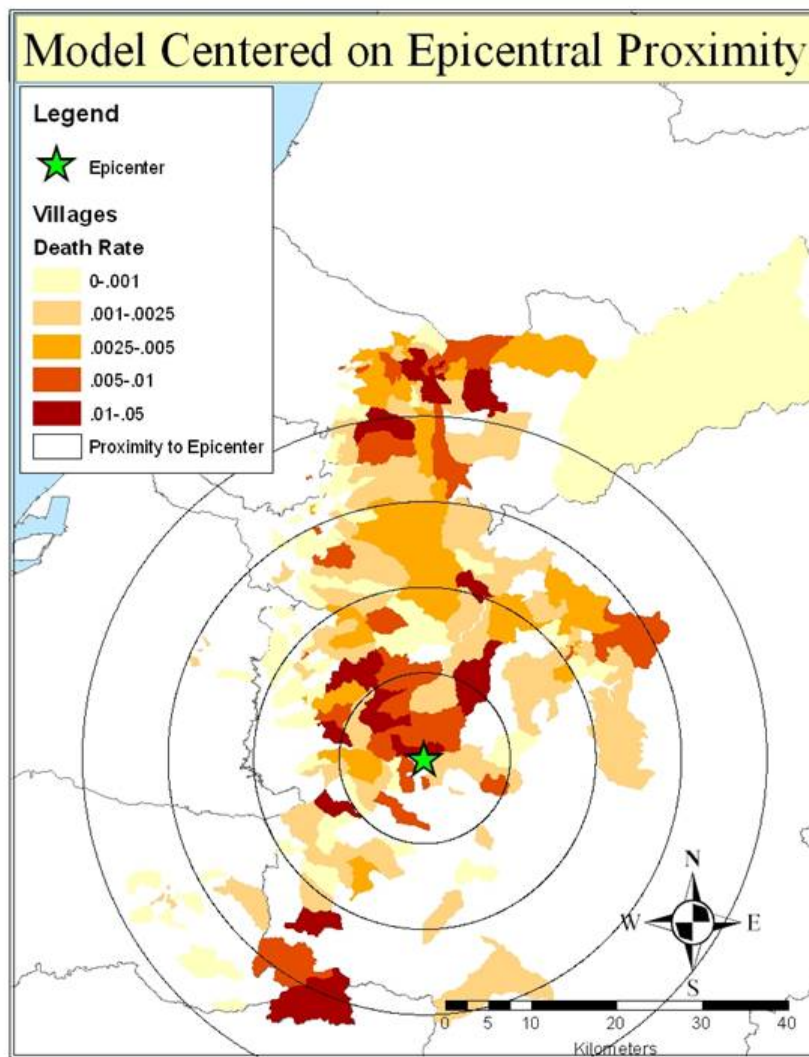 Model Centered on Epicentral Proximity
Legend
Epicenter
Villages
Death Rate
0-.001
.001-.0025
.0025-.005
.005-.01
.01-.05
Proximity to Epicenter
N
W E
S
0 5 10 20 30 40
Kilometers